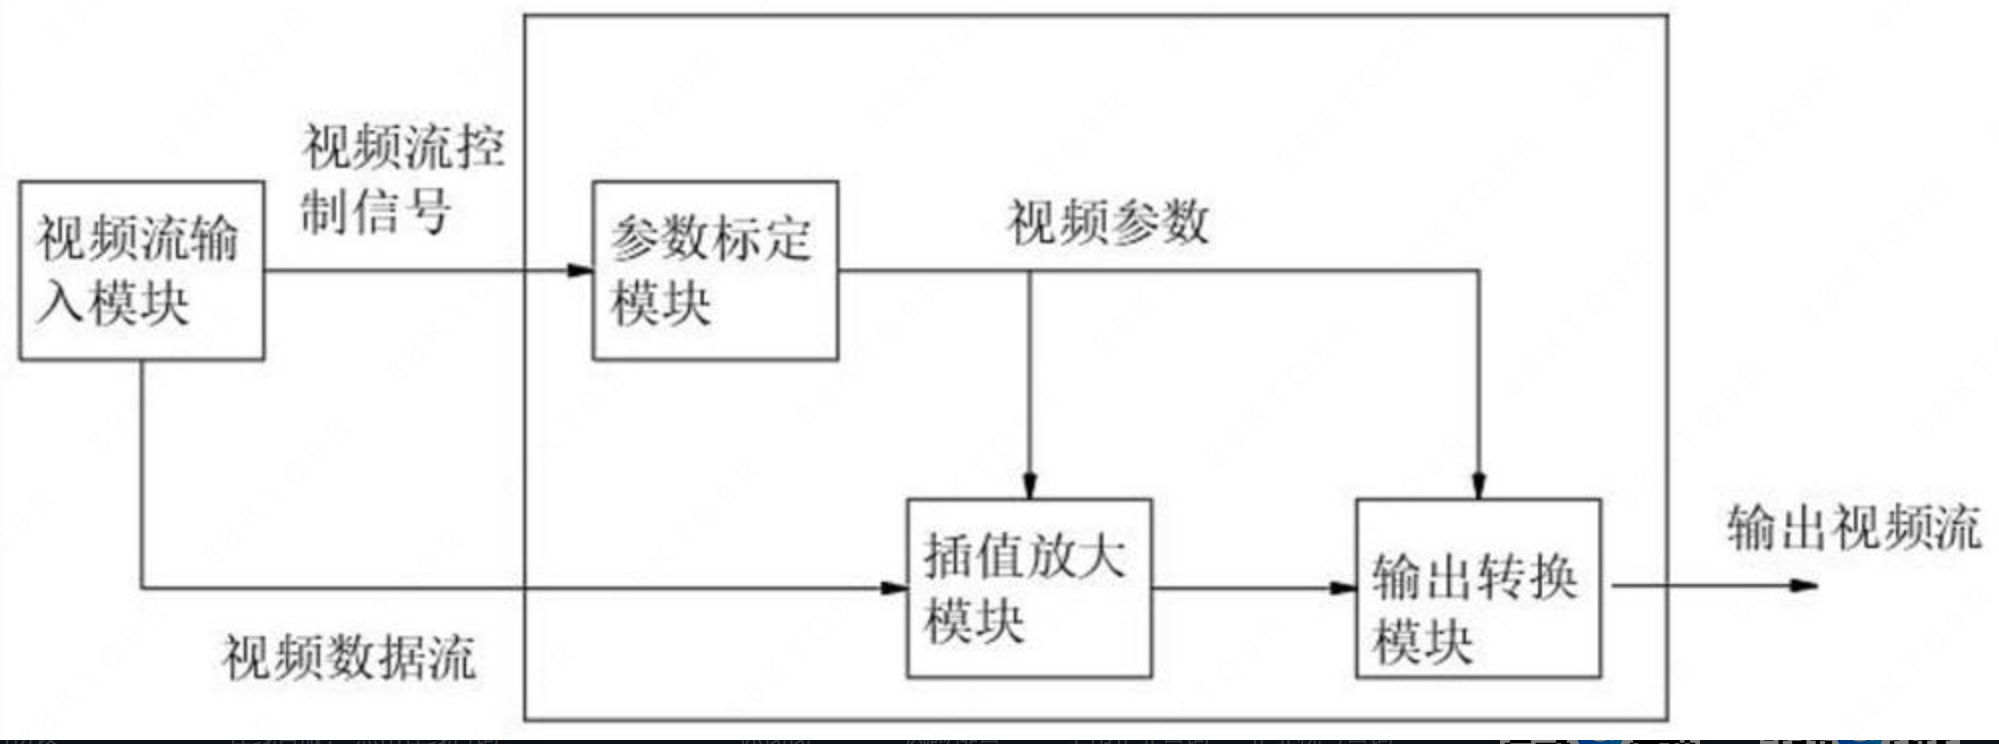 视频流控
制信号
视频流输
入模块
参数标定
模块
视频参数
插值放大
模块
输出转换
模块
输出视频流
视频数据流